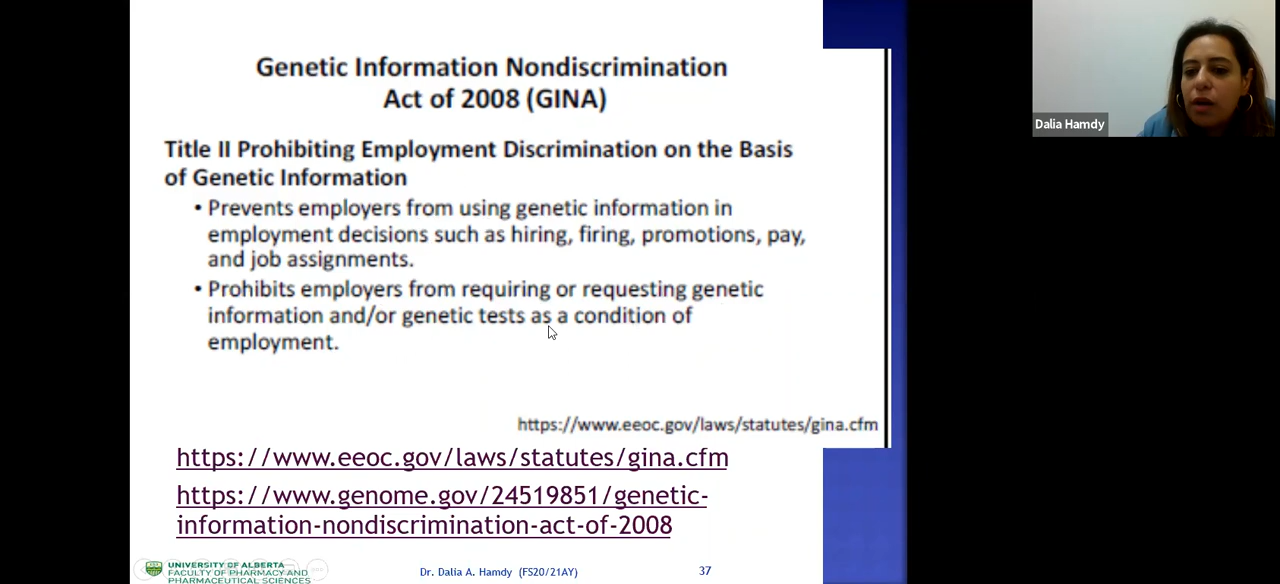 Genetic Information Nondiscrimination
Act of 2008 (GINA)
Title II Prohibiting Employment Discrimination on the Basis
of Genetic Information
• Prevents employers from using genetic information in
employment decisions such as hiring, firing, promotions, pay,
and job assignments.
• Prohibits employers from requiring or requesting genetic
information and/or genetic tests as a condition of
employment.
https://www.eeoc.gov/laws/statutes/gina.cfm
https://www.eeoc.gov/laws/statutes/gina.cfm
https://www.genome.gov/24519851/genetic-
information-nondiscrimination-act-of-2008
UNIVERSITY OF ALBERTA
FACULTY OF PHARMACY AND
PHARMACEUTICAL SCIENCES
Dr. Dalia A. Hamdy (FS20/21AY)
37
Dalia Hamdy